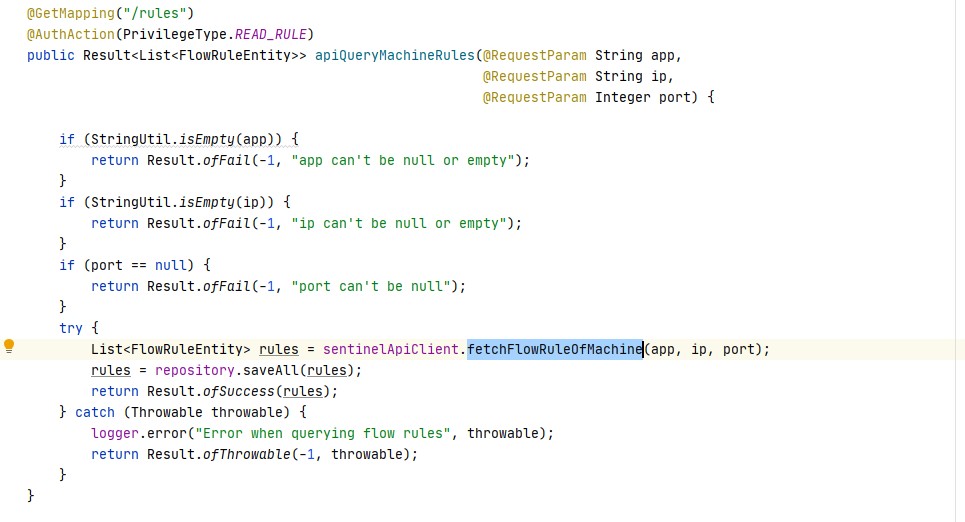 @GetMapping("/rules")
@AuthAction(PrivilegeType.READ_RULE)
public Result<List<FlowRuleEntity>> apiQueryMachineRules(@RequestParam String app,
@RequestParam String ip,
@RequestParam Integer port) {
if (StringUtil.isEmpty(app)) {
return Result.ofFail(-1, "app can't be null or empty");
}
if (StringUtil.isEmpty(ip)) {
return Result.ofFail(-1, "ip can't be null or empty");
}
if (port == null) {
return Result.ofFail(-1, "port can't be null");
}
try {
List<FlowRuleEntity> rules = sentinelApiClient.fetchFlowRuleOfMachine(app, ip, port);
rules = repository.saveAll(rules);
return Result.ofSuccess(rules);
} catch (Throwable throwable) {
logger.error("Error when querying flow rules", throwable);
return Result.ofThrowable(-1, throwable);
}
}